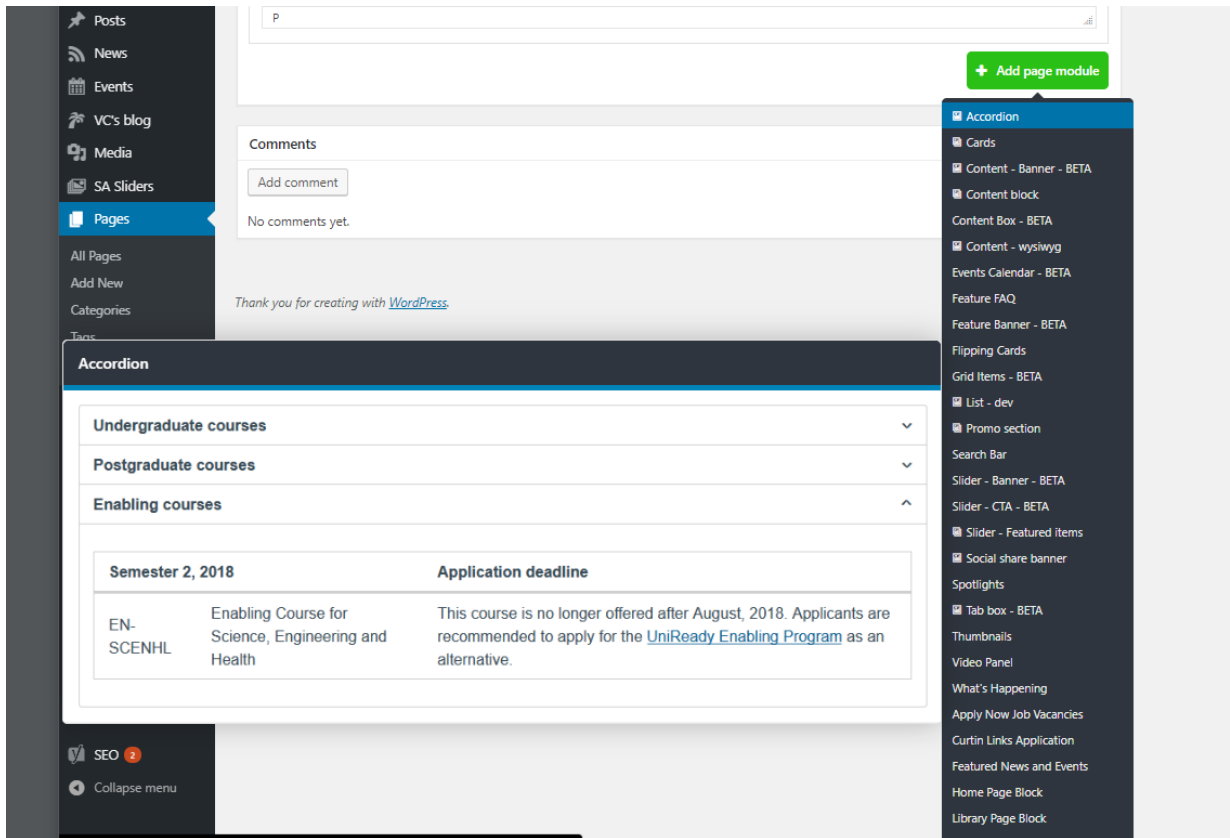 Posts
News
Events
VC's blog
Media
SA Sliders
Pages
All Pages
Add New
Categories
Tags
SEO 2
Collapse menu
P
Add page module
Comments
Add comment
No comments yet.
Thank you for creating with WordPress.
Accordion
Undergraduate courses
Postgraduate courses
Enabling courses
Semester 2, 2018 Application deadline
EN-
SCENHL
Enabling Course for
Science, Engineering and
Health
This course is no longer offered after August, 2018. Applicants are
recommended to apply for the UniReady Enabling Program as an
alternative.
Accordion
Cards
Content - Banner - BETA
Content block
Content Box - BETA
Content - wysiwyg
Events Calendar - BETA
Feature FAQ
Feature Banner - BETA
Flipping Cards
Grid Items - BETA
List - dev
Promo section
Search Bar
Slider - Banner - BETA
Slider - CTA - BETA
Slider - Featured items
Social share banner
Spotlights
Tab box - BETA
Thumbnails
Video Panel
What's Happening
Apply Now Job Vacancies
Curtin Links Application
Featured News and Events
Home Page Block
Library Page Block